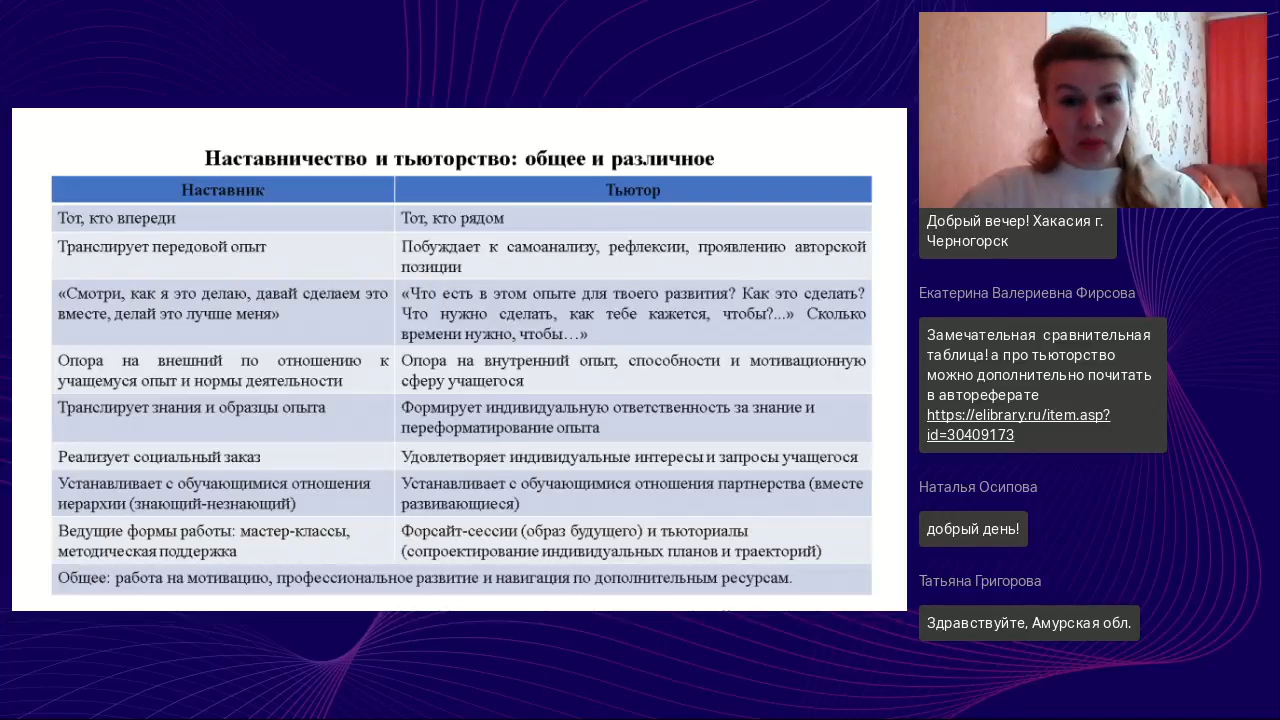 Наставничество и тьюторство: общее и различное
Наставник
Тьютор
Тот, кто впереди
Тот, кто рядом
Транслирует передовой опыт
Побуждает к самоанализу, рефлексии, проявлению авторской
позиции
«Смотри, как я это делаю, давай сделаем это
вместе, делай это лучше меня»
«Что есть в этом опыте для твоего развития? Как это сделать?
Что нужно сделать, как тебе кажется, чтобы?...» Сколько
времени нужно, чтобы…»
Опора на внешний по отношению к
учащемуся опыт и нормы деятельности
Опора на внутренний опыт, способности и мотивационную
сферу учащегося
Транслирует знания и образцы опыта
Формирует индивидуальную ответственность за знание и
переформатирование опыта
Реализует социальный заказ
Удовлетворяет индивидуальные интересы и запросы учащегося
Устанавливает с обучающимися отношения
иерархии (знающий-незнающий)
Устанавливает с обучающимися отношения партнерства (вместе
развивающиеся)
Ведущие формы работы: мастер-классы,
методическая поддержка
Форсайт-сессии (образ будущего) и тьюториалы
(сопроектирование индивидуальных планов и траекторий)
Общее: работа на мотивацию, профессиональное развитие и навигация по дополнительным ресурсам.
Добрый вечер! Хакасия г.
Черногорск
Екатерина Валериевна Фирсова
Замечательная сравнительная
таблица! а про тьюторство
можно дополнительно почитать
в автореферате
https://elibrary.ru/item.asp?
id=30409173
Наталья Осипова
добрый день!
Татьяна Григорова
Здравствуйте, Амурская обл.